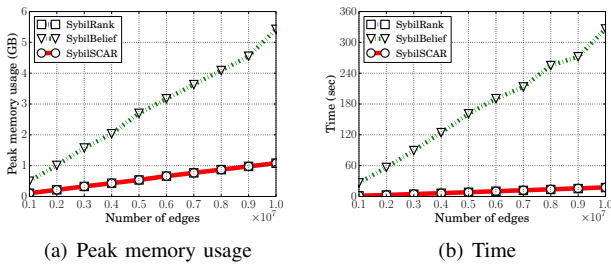 6
5
4
3
2
1
0
Peak memory usage (GB)
SybilRank
SybilBelief
SybilSCAR
0.1 0.2 0.3 0.4 0.5 0.6 0.7 0.8 0.9 1.0
Number of edges ×10⁷
(a) Peak memory usage
360
300
240
180
120
60
0
Time (sec)
SybilRank
SybilBelief
SybilSCAR
0.1 0.2 0.3 0.4 0.5 0.6 0.7 0.8 0.9 1.0
Number of edges ×10⁷
(b) Time